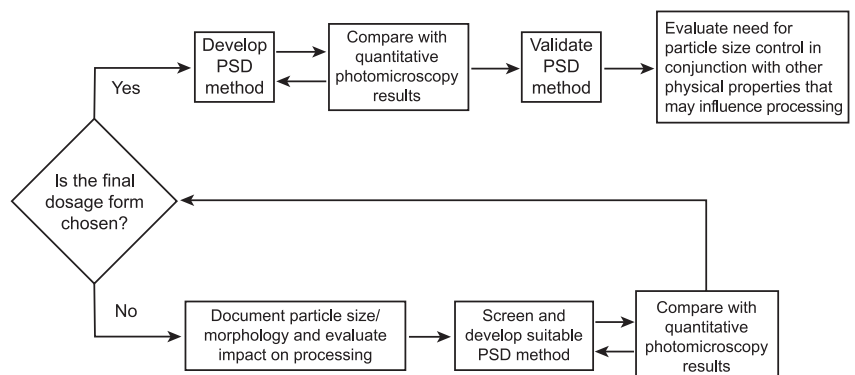 Develop
PSD
method
Compare with
quantitative
photomicroscopy
results
Validate
PSD
method
Evaluate need for
particle size control in
conjunction with other
physical properties that
may influence processing
Yes
Is the final
dosage form
chosen?
No
Document particle size/
morphology and evaluate
impact on processing
Screen and
develop suitable
PSD method
Compare with
quantitative
photomicroscopy
results